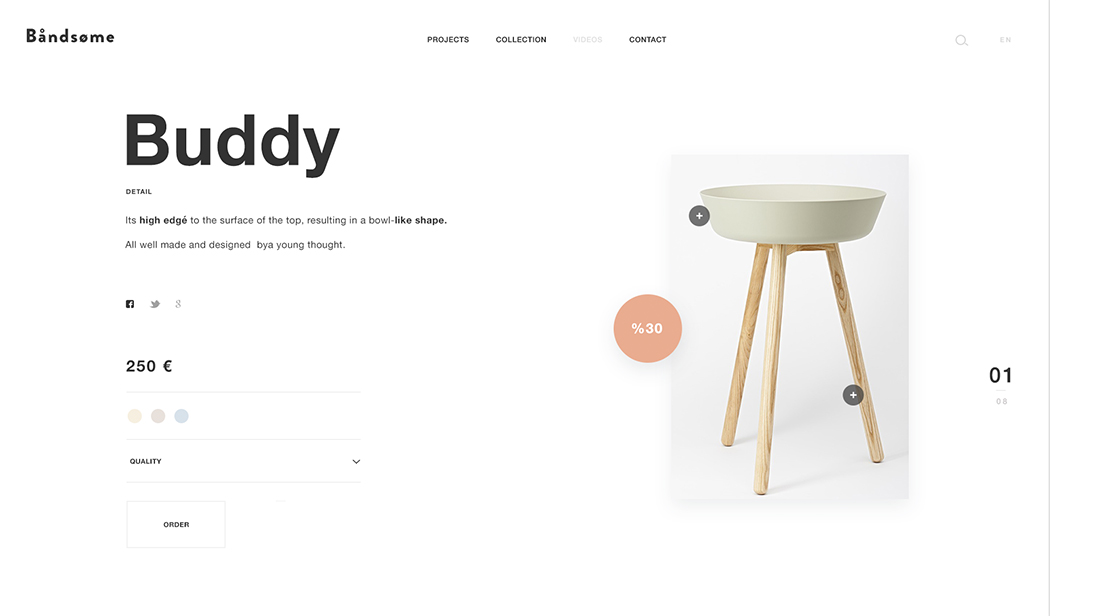 Båndsøme
PROJECTS COLLECTION VIDEOS CONTACT
EN
Buddy
DETAIL
Its high edgé to the surface of the top, resulting in a bowl-like shape.
All well made and designed  bya young thought.
%30
250 €
01
08
QUALITY
ORDER